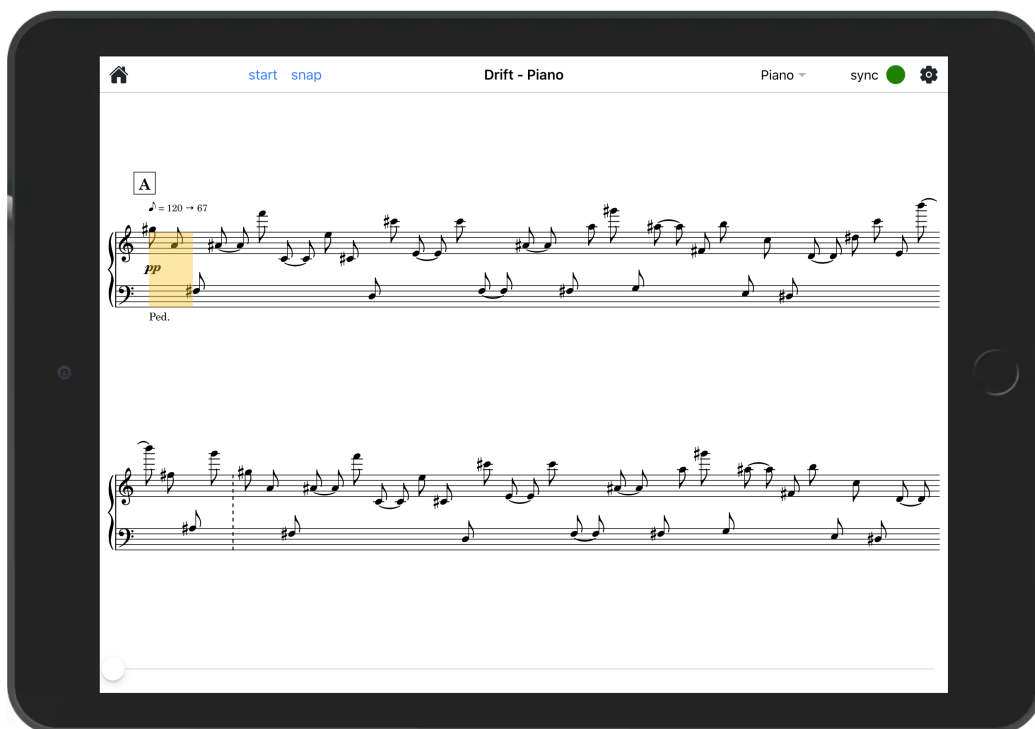 start snap Drift - Piano Piano sync
A
♪ = 120 → 67
pp
Ped.